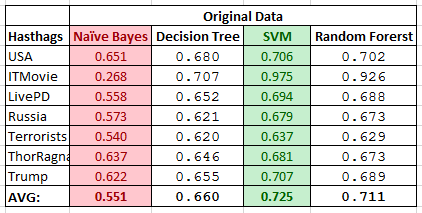 Original Data
Hasthags Naïve Bayes Decision Tree SVM Random Forerst
USA 0.651 0.680 0.706 0.702
ITMovie 0.268 0.707 0.975 0.926
LivePD 0.558 0.652 0.694 0.688
Russia 0.573 0.621 0.679 0.673
Terrorists 0.540 0.620 0.637 0.629
ThorRagna 0.637 0.646 0.681 0.673
Trump 0.622 0.655 0.707 0.689
AVG: 0.551 0.660 0.725 0.711